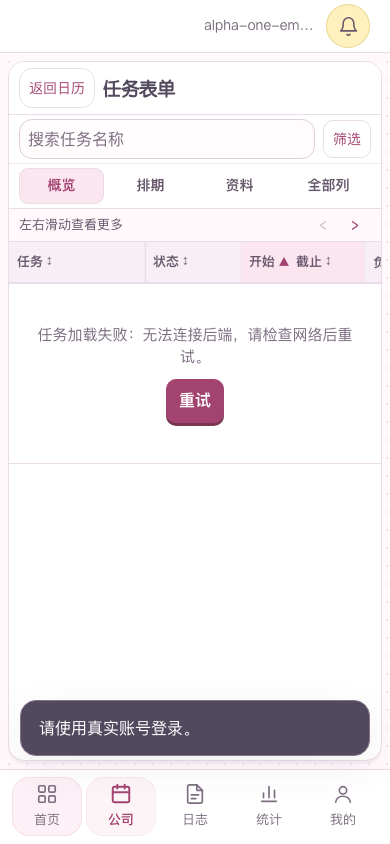 alpha-one-em...
返回日历 任务表单
搜索任务名称 筛选
概览 排期 资料 全部列
左右滑动查看更多 < >
任务 ↕ 状态 ↕ 开始 ▲ 截止 ↕
任务加载失败：无法连接后端，请检查网络后重
试。
重试
请使用真实账号登录。
首页 公司 日志 统计 我的